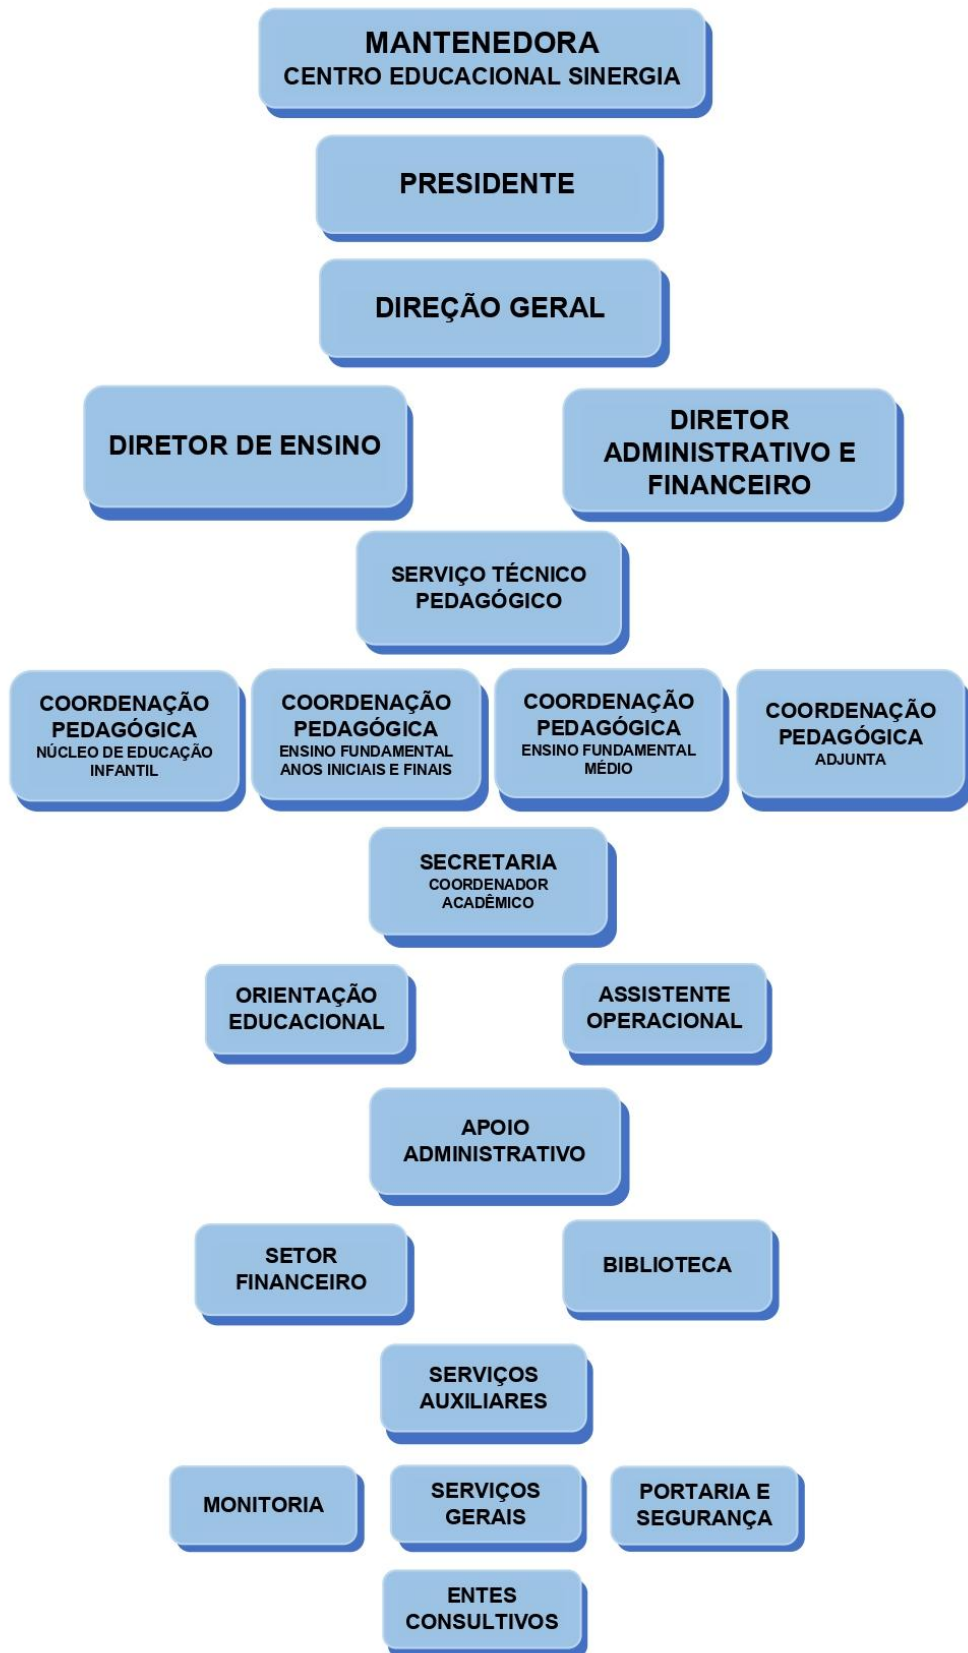 MANTENEDORA
CENTRO EDUCACIONAL SINERGIA
PRESIDENTE
DIREÇÃO GERAL
DIRETOR DE ENSINO
DIRETOR
ADMINISTRATIVO E
FINANCEIRO
SERVIÇO TÉCNICO
PEDAGÓGICO
COORDENAÇÃO
PEDAGÓGICA
NÚCLEO DE EDUCAÇÃO
INFANTIL
COORDENAÇÃO
PEDAGÓGICA
ENSINO FUNDAMENTAL
ANOS INICIAIS E FINAIS
COORDENAÇÃO
PEDAGÓGICA
ENSINO FUNDAMENTAL
MÉDIO
COORDENAÇÃO
PEDAGÓGICA
ADJUNTA
SECRETARIA
COORDENADOR
ACADÊMICO
ORIENTAÇÃO
EDUCACIONAL
ASSISTENTE
OPERACIONAL
APOIO
ADMINISTRATIVO
SETOR
FINANCEIRO
BIBLIOTECA
SERVIÇOS
AUXILIARES
MONITORIA
SERVIÇOS
GERAIS
PORTARIA E
SEGURANÇA
ENTES
CONSULTIVOS